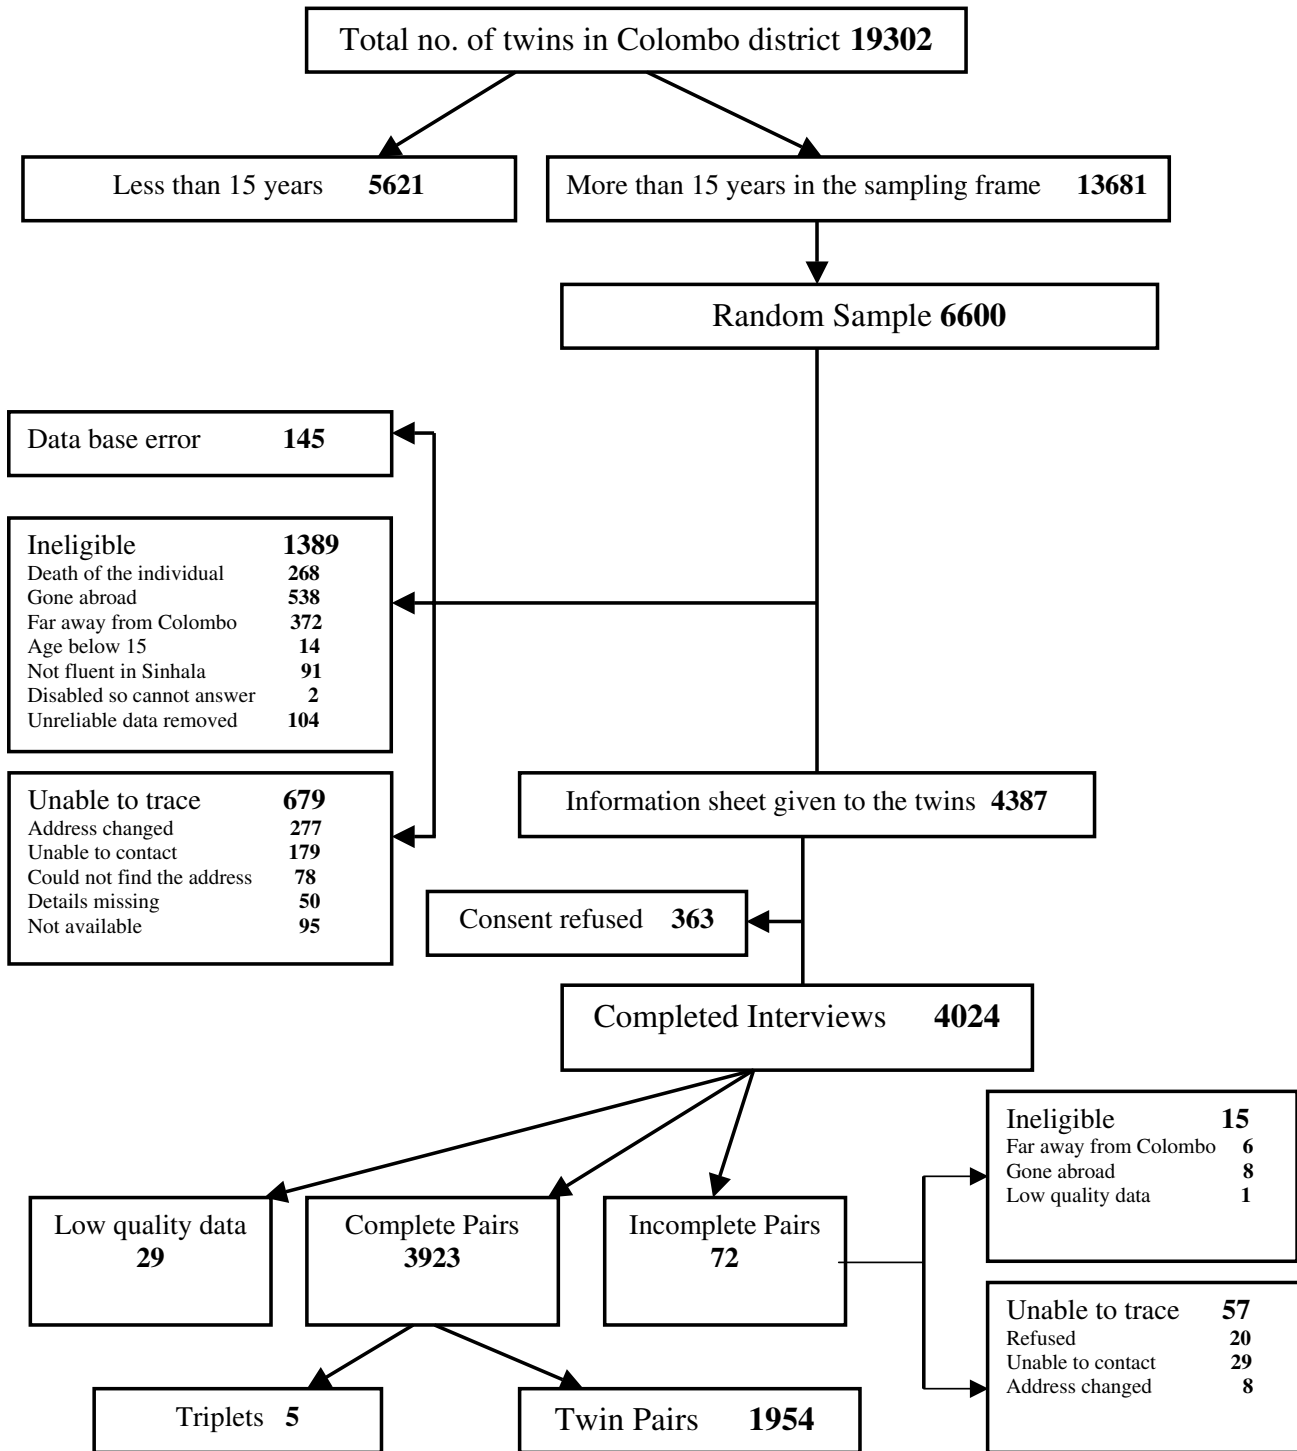 Total no. of twins in Colombo district 19302
Less than 15 years 5621
More than 15 years in the sampling frame 13681
Random Sample 6600
Data base error 145
Ineligible 1389
Death of the individual 268
Gone abroad 538
Far away from Colombo 372
Age below 15 14
Not fluent in Sinhala 91
Disabled so cannot answer 2
Unreliable data removed 104
Unable to trace 679
Address changed 277
Unable to contact 179
Could not find the address 78
Details missing 50
Not available 95
Information sheet given to the twins 4387
Consent refused 363
Completed Interviews 4024
Low quality data
29
Complete Pairs
3923
Incomplete Pairs
72
Ineligible 15
Far away from Colombo 6
Gone abroad 8
Low quality data 1
Unable to trace 57
Refused 20
Unable to contact 29
Address changed 8
Triplets 5
Twin Pairs 1954